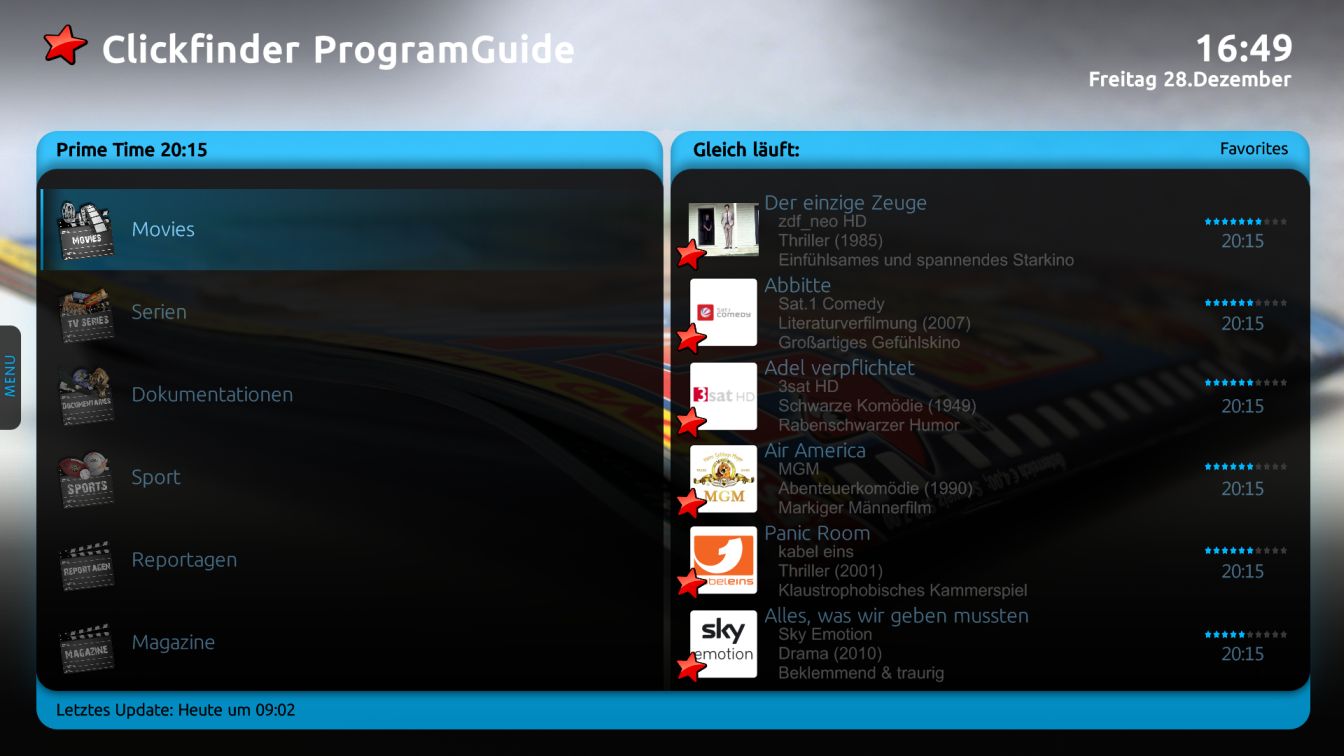 Clickfinder ProgramGuide
16:49
Freitag 28.Dezember
Prime Time 20:15
MOVIES
Movies
TV SERIES
Serien
DOCUMENTARIES
Dokumentationen
SPORTS
Sport
REPORTAGEN
Reportagen
MAGAZINE
Magazine
MENU
Gleich läuft:
Favorites
Der einzige Zeuge
zdf_neo HD
Thriller (1985)
20:15
Einfühlsames und spannendes Starkino
Sat.1
comedy
Abbitte
Sat.1 Comedy
Literaturverfilmung (2007)
20:15
Großartiges Gefühlskino
3sat HD
Adel verpflichtet
3sat HD
Schwarze Komödie (1949)
20:15
Rabenschwarzer Humor
MGM
Air America
MGM
Abenteuerkomödie (1990)
20:15
Markiger Männerfilm
beleins
Panic Room
kabel eins
Thriller (2001)
20:15
Klaustrophobisches Kammerspiel
sky
emotion
Alles, was wir geben mussten
Sky Emotion
Drama (2010)
20:15
Beklemmend & traurig
Letztes Update: Heute um 09:02